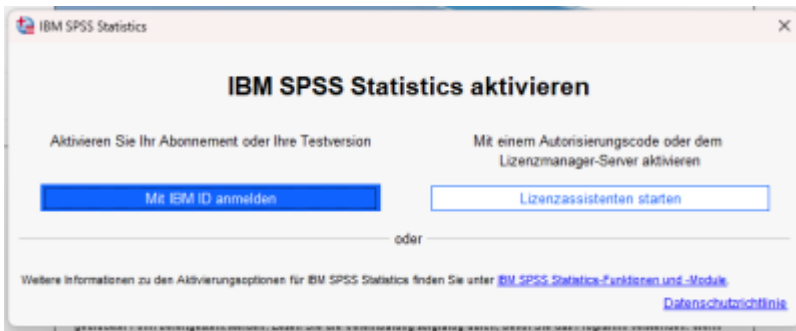 IBM SPSS Statistics
IBM SPSS Statistics aktivieren
Aktivieren Sie Ihr Abonnement oder Ihre Testversion
Mit IBM ID anmelden
Mit einem Autorisierungscode oder dem
Lizenzmanager-Server aktivieren
Lizenzassistenten starten
oder
Weitere Informationen zu den Aktivierungsoptionen für IBM SPSS Statistics finden Sie unter IBM SPSS Statistics-Funktionen und -Module.
Datenschutzrichtlinie